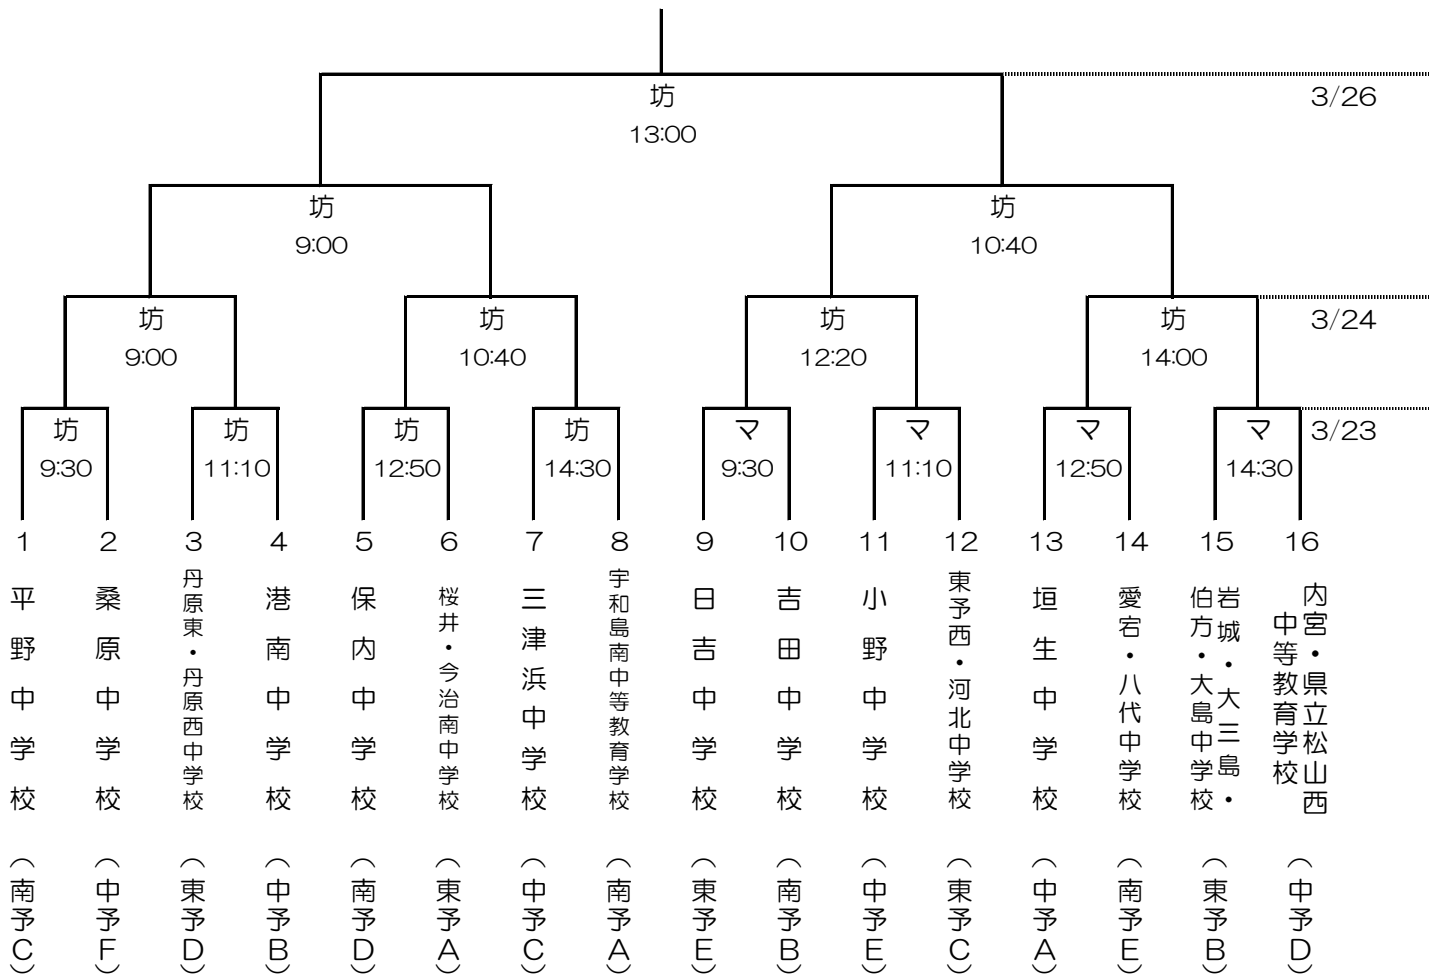 坊
13:00
3/26
坊
9:00
坊
10:40
坊
9:00
坊
10:40
坊
12:20
坊
14:00
3/24
坊
9:30
坊
11:10
坊
12:50
坊
14:30
マ
9:30
マ
11:10
マ
12:50
マ
14:30
3/23
1
平野中学校
（南予C）
2
桑原中学校
（中予F）
3
丹原東・丹原西中学校
（東予D）
4
港南中学校
（中予B）
5
保内中学校
（南予D）
6
桜井・今治南中学校
（東予A）
7
三津浜中学校
（中予C）
8
宇和島南中等教育学校
（南予A）
9
日吉中学校
（東予E）
10
吉田中学校
（南予B）
11
小野中学校
（中予E）
12
東予西・河北中学校
（東予C）
13
垣生中学校
（中予A）
14
愛宕・八代中学校
（南予E）
15
岩城・大三島・
伯方・大島中学校
（東予B）
16
内宮・県立松山西
中等教育学校
（中予D）